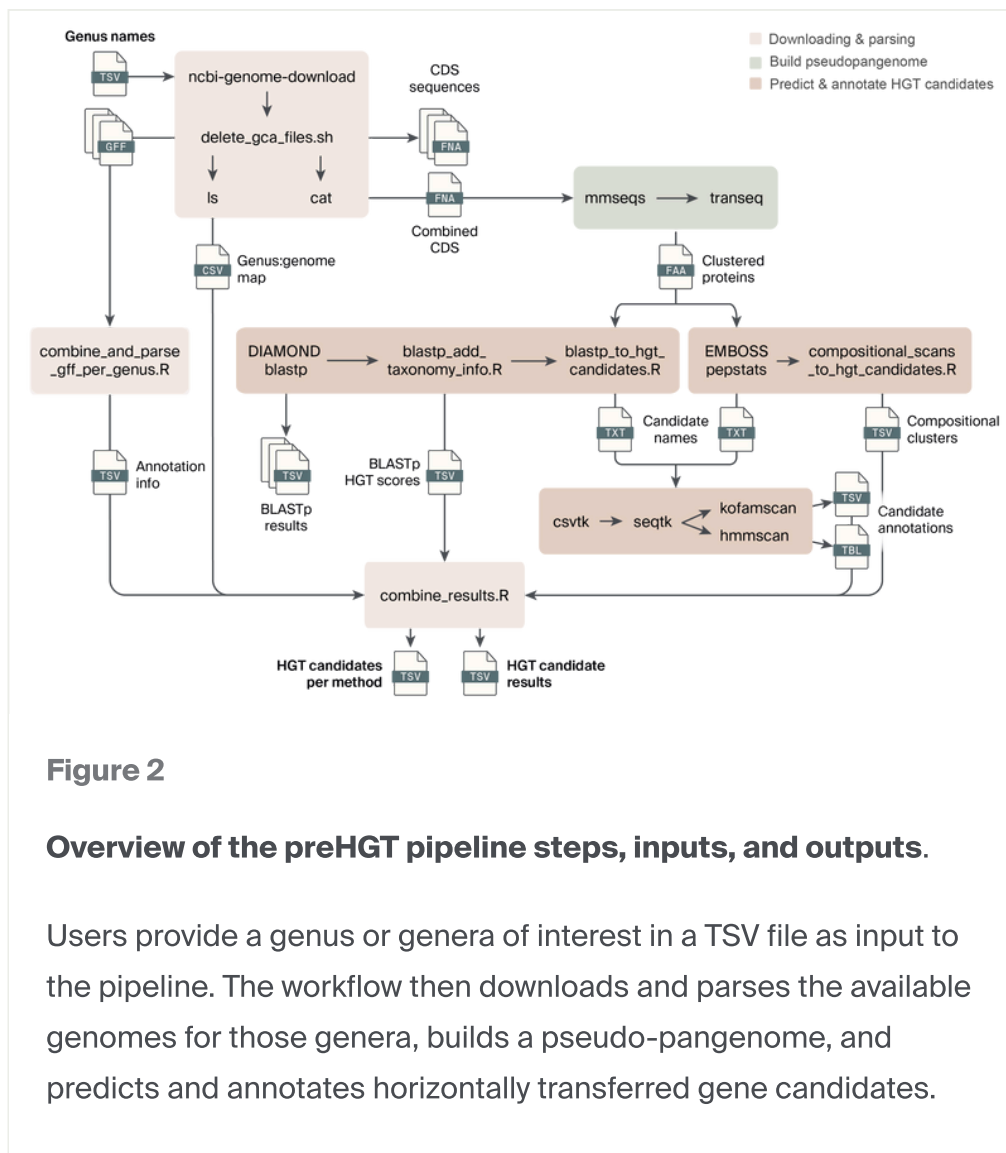 Genus names
TSV
ncbi-genome-download
CDS
sequences
Downloading & parsing
Build pseudopangenome
Predict & annotate HGT candidates
GFF
delete_gca_files.sh
FNA
ls
cat
FNA
Combined
CDS
mmseqs
transeq
CSV
Genus:genome
map
FAA
Clustered
proteins
combine_and_parse
_gff_per_genus.R
DIAMOND
blastp
blastp_add_
taxonomy_info.R
blastp_to_hgt_
candidates.R
EMBOSS
pepstats
compositional_scans
_to_hgt_candidates.R
TXT
Candidate
names
TXT
TSV
Compositional
clusters
TSV
Annotation
info
TSV
BLASTp
results
BLASTp
HGT scores
TSV
csvtk
seqtk
kofamscan
hmmscan
TSV
Candidate
annotations
TBL
combine_results.R
HGT candidates
per method
TSV
TSV
HGT candidate
results
Figure 2
Overview of the preHGT pipeline steps, inputs, and outputs.
Users provide a genus or genera of interest in a TSV file as input to
the pipeline. The workflow then downloads and parses the available
genomes for those genera, builds a pseudo-pangenome, and
predicts and annotates horizontally transferred gene candidates.